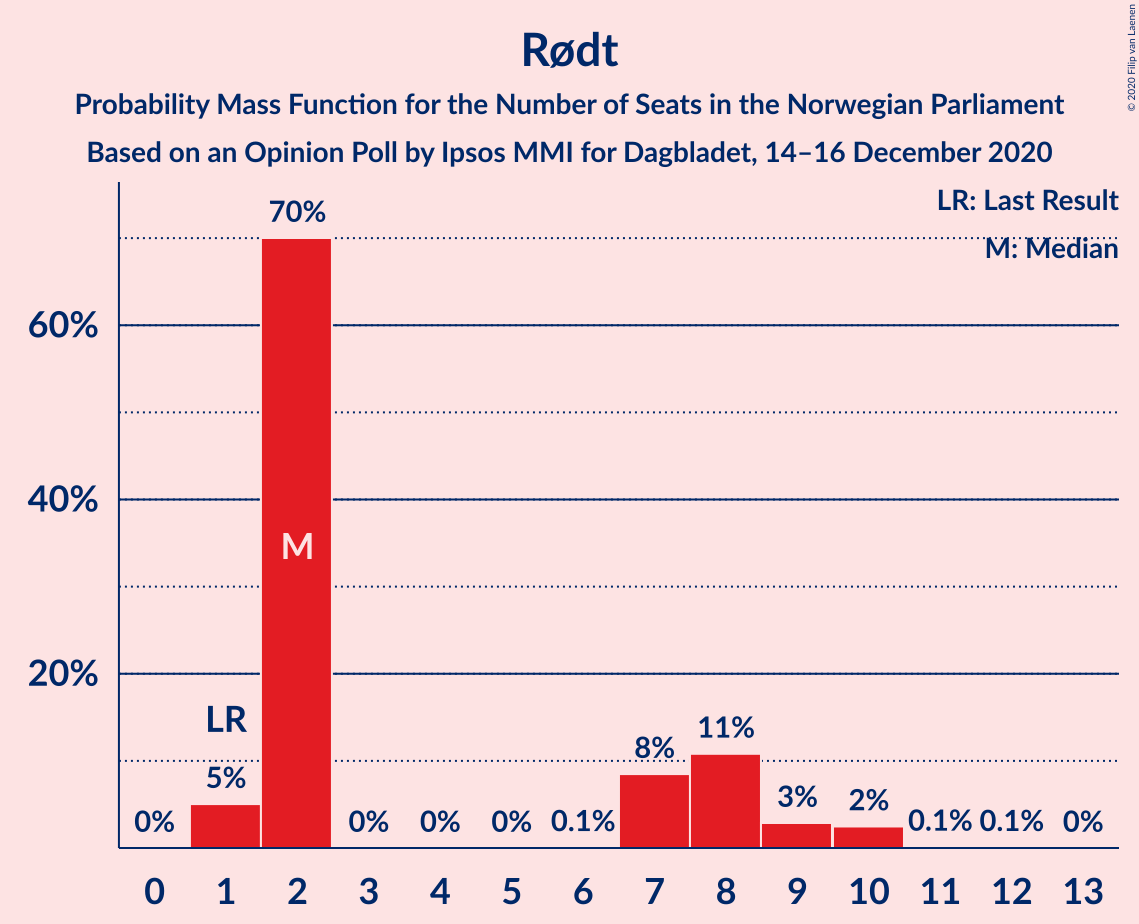 Rødt
Probability Mass Function for the Number of Seats in the Norwegian Parliament
Based on an Opinion Poll by Ipsos MMI for Dagbladet, 14–16 December 2020
© 2020 Filip van Laenen
LR: Last Result
M: Median
60%
40%
20%
0%
5%
LR
70%
M
0%
0%
0%
0.1%
8%
11%
3%
2%
0.1%
0.1%
0%
0 1 2 3 4 5 6 7 8 9 10 11 12 13